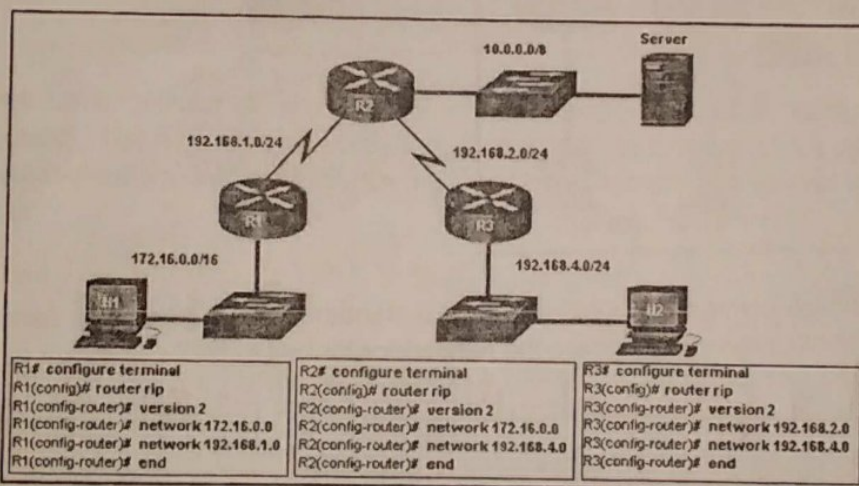 Server
10.0.0.0/8
R2
192.168.1.0/24
192.168.2.0/24
R1
R3
172.16.0.0/16
192.168.4.0/24
H1
H2
R1# configure terminal
R1(config)# router rip
R1(config-router)# version 2
R1(config-router)# network 172.16.0.0
R1(config-router)# network 192.168.1.0
R1(config-router)# end
R2# configure terminal
R2(config)# router rip
R2(config-router)# version 2
R2(config-router)# network 172.16.0.0
R2(config-router)# network 192.168.4.0
R2(config-router)# end
R3# configure terminal
R3(config)# router rip
R3(config-router)# version 2
R3(config-router)# network 192.168.2.0
R3(config-router)# network 192.168.4.0
R3(config-router)# end